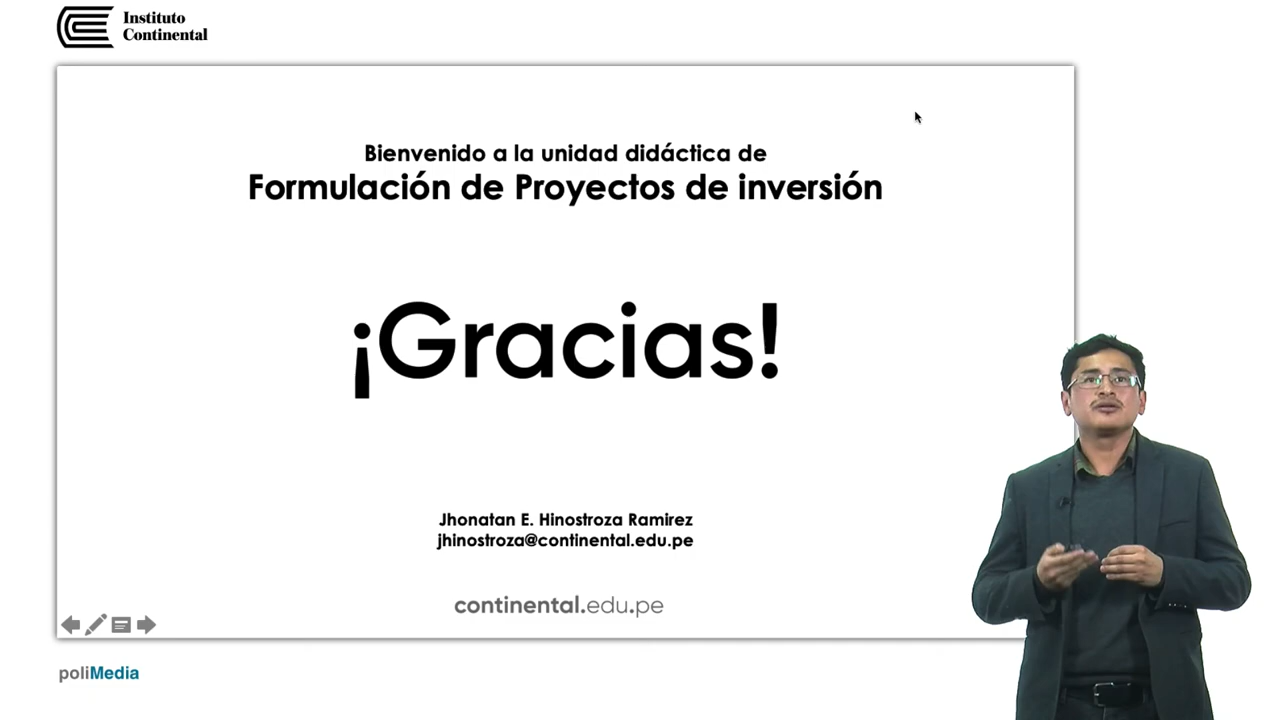 Instituto
Continental
Bienvenido a la unidad didáctica de
Formulación de Proyectos de inversión
¡Gracias!
Jhonatan E. Hinostroza Ramirez
jhinostroza@continental.edu.pe
continental.edu.pe
poliMedia